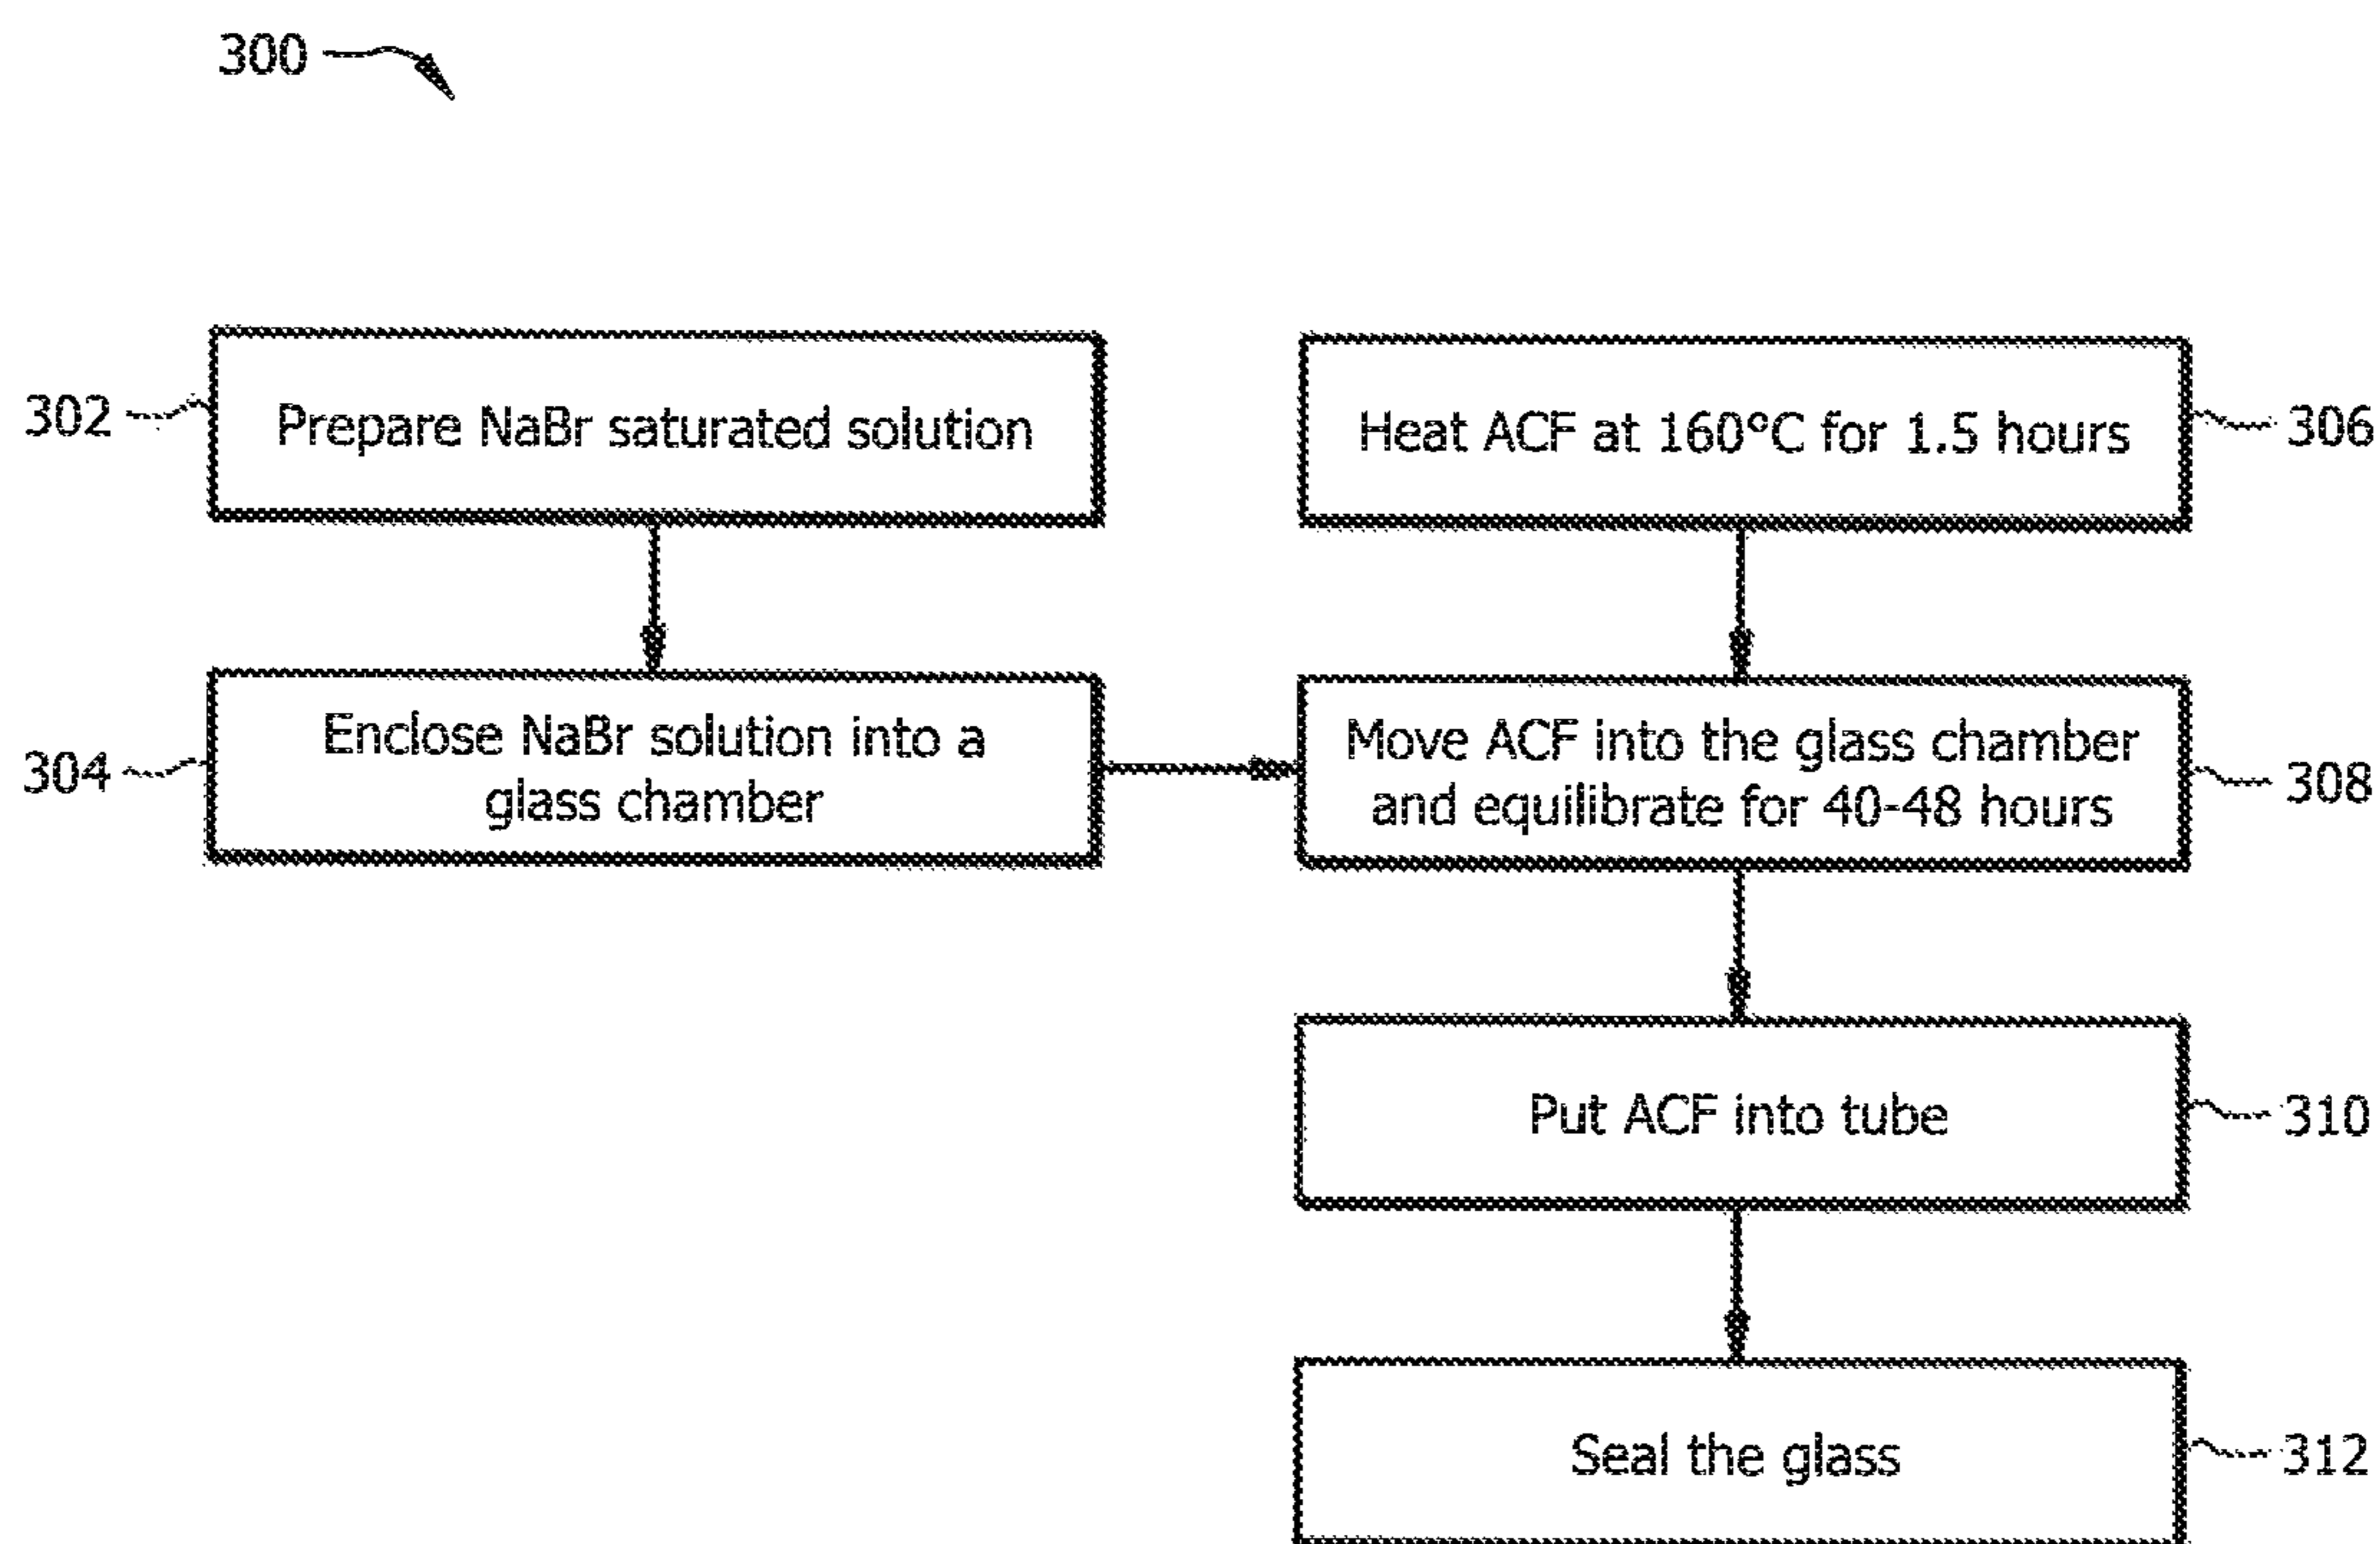 300
302
Prepare NaBr saturated solution
Heat ACF at 160°C for 1.5 hours
306
304
Enclose NaBr solution into a
glass chamber
Move ACF into the glass chamber
and equilibrate for 40-48 hours
308
Put ACF into tube
310
Seal the glass
312